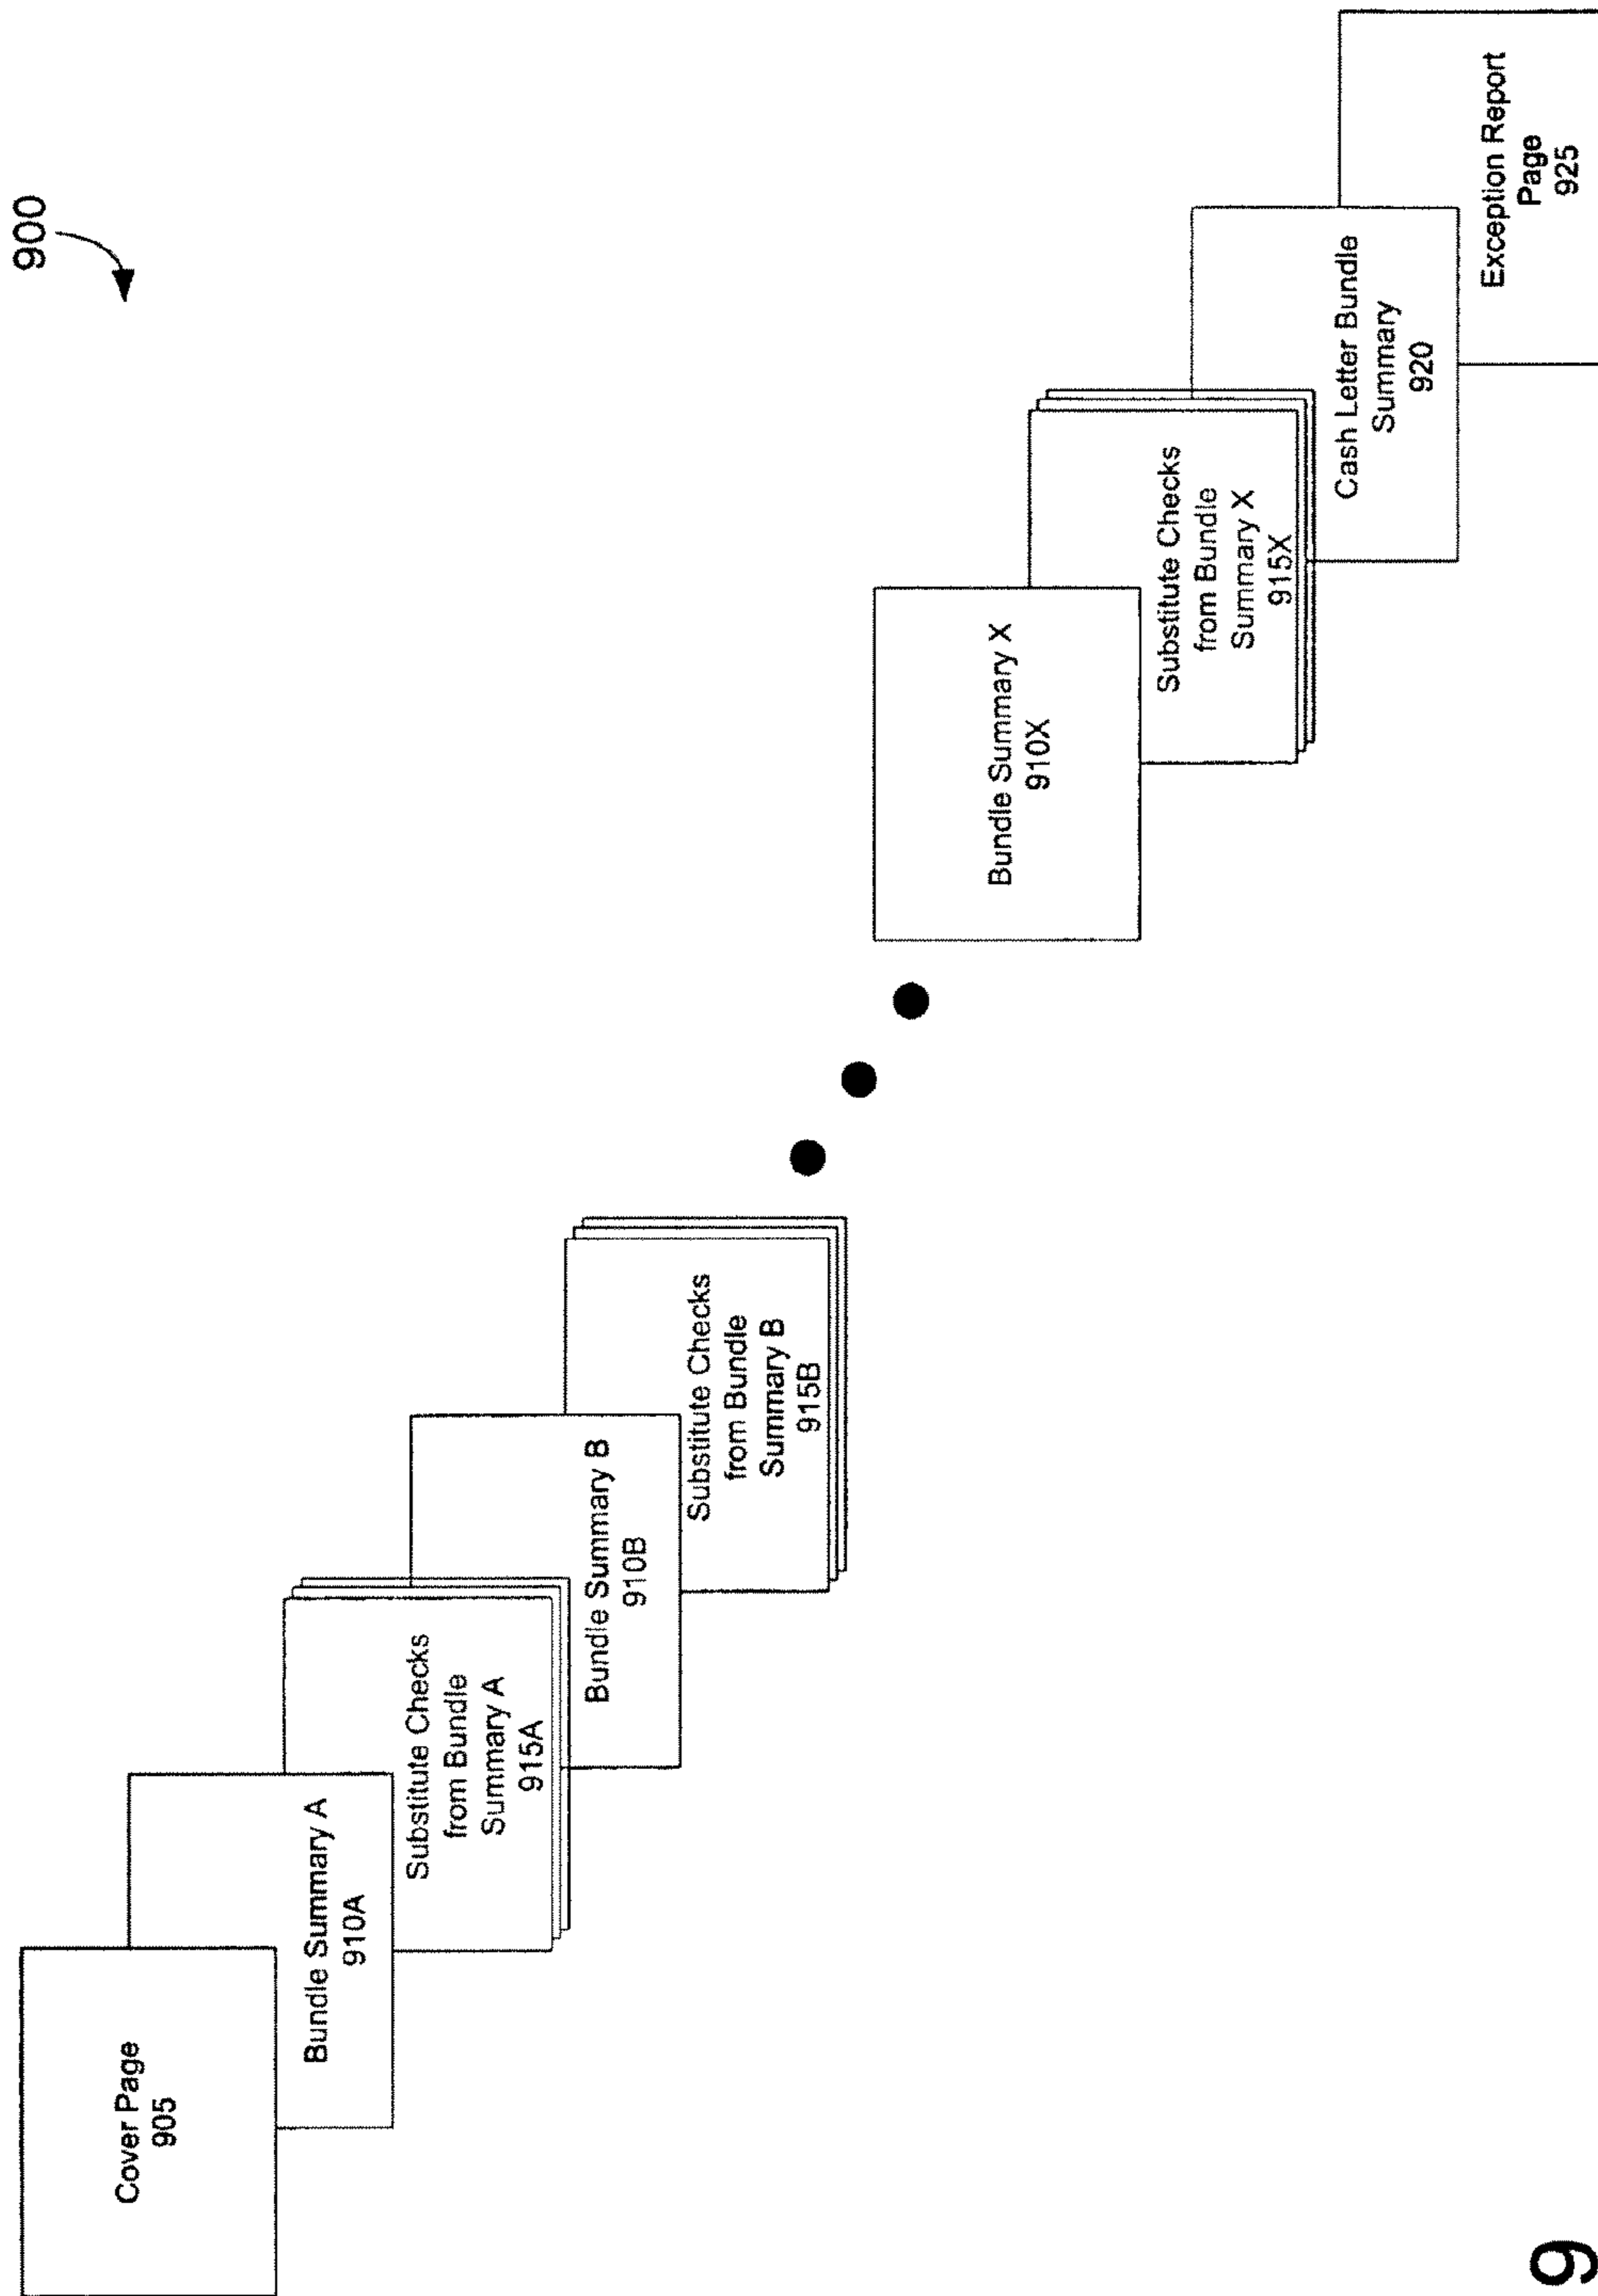 900
Cover Page
905
Bundle Summary A
910A
Substitute Checks
from Bundle
Summary A
915A
Bundle Summary B
910B
Substitute Checks
from Bundle
Summary B
915B
Bundle Summary X
910X
Substitute Checks
from Bundle
Summary X
915X
Cash Letter Bundle
Summary
920
Exception Report
Page
925
9